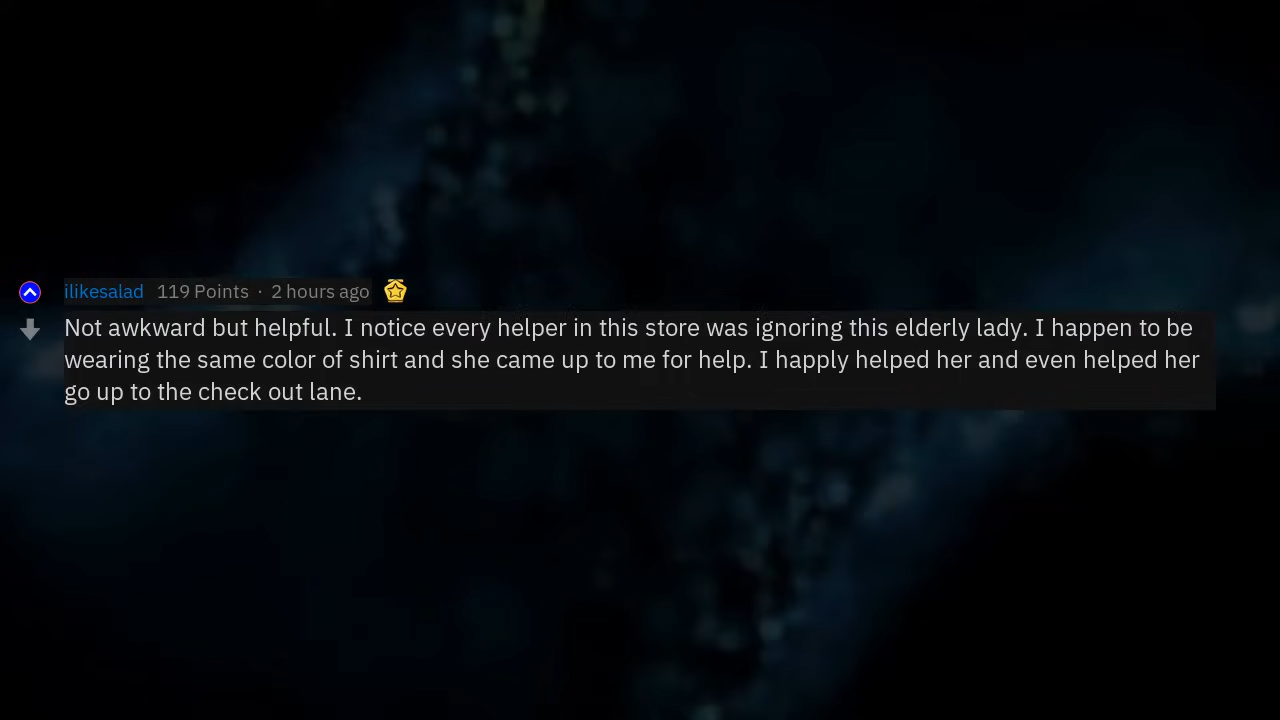 ilikesalad 119 Points · 2 hours ago
Not awkward but helpful. I notice every helper in this store was ignoring this elderly lady. I happen to be
wearing the same color of shirt and she came up to me for help. I happly helped her and even helped her
go up to the check out lane.